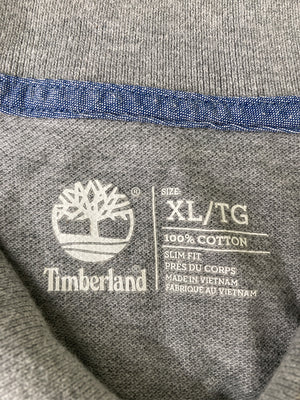 Timberland
®
SIZE:
XL/TG
100% COTTON
SLIM FIT
PRÈS DU CORPS
MADE IN VIETNAM
FABRIQUÉ AU VIETNAM